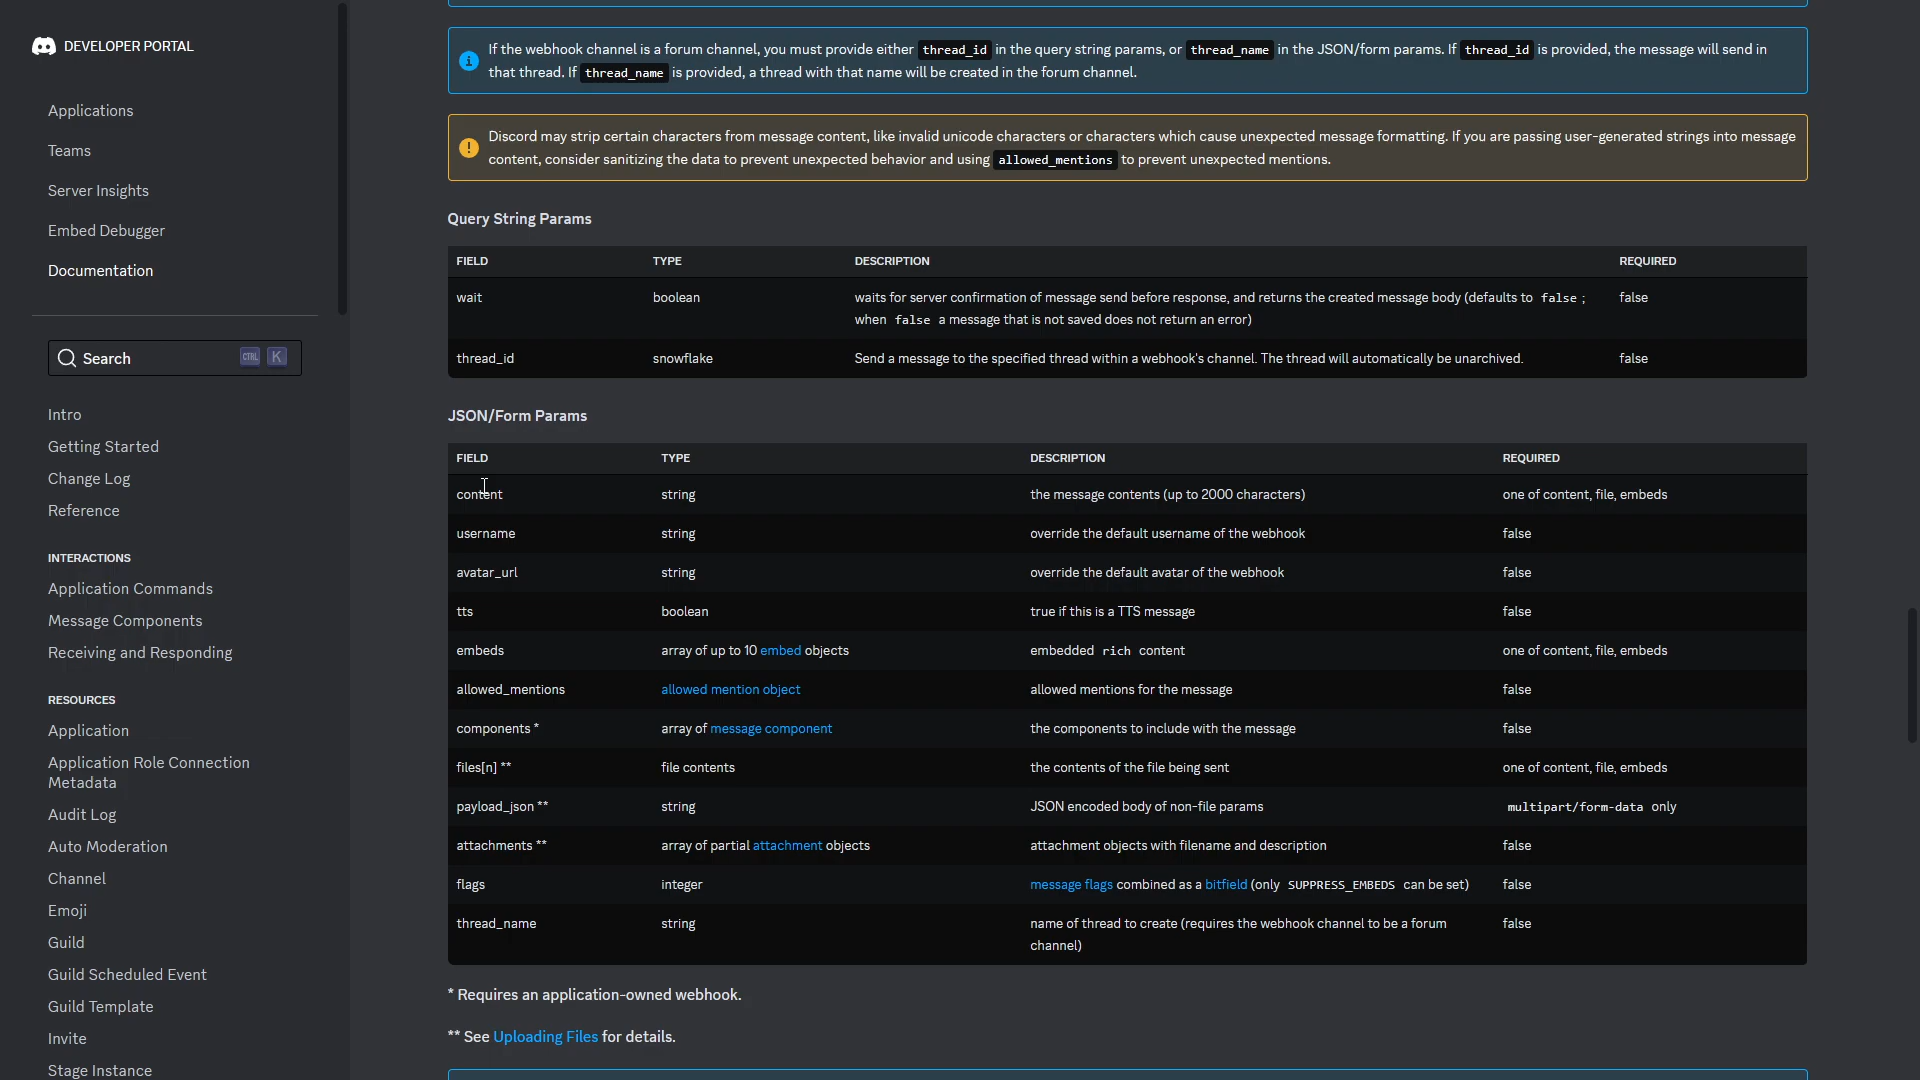 DEVELOPER PORTAL
Applications
Teams
Server Insights
Embed Debugger
Documentation
Search CTRL K
Intro
Getting Started
Change Log
Reference
INTERACTIONS
Application Commands
Message Components
Receiving and Responding
RESOURCES
Application
Application Role Connection
Metadata
Audit Log
Auto Moderation
Channel
Emoji
Guild
Guild Scheduled Event
Guild Template
Invite
Stage Instance
If the webhook channel is a forum channel, you must provide either thread_id in the query string params, or thread_name in the JSON/form params. If thread_id is provided, the message will send in
that thread. If thread_name is provided, a thread with that name will be created in the forum channel.
Discord may strip certain characters from message content, like invalid unicode characters or characters which cause unexpected message formatting. If you are passing user-generated strings into message
content, consider sanitizing the data to prevent unexpected behavior and using allowed_mentions to prevent unexpected mentions.
Query String Params
FIELD TYPE DESCRIPTION REQUIRED
wait boolean waits for server confirmation of message send before response, and returns the created message body (defaults to false ; false
when false a message that is not saved does not return an error)
thread_id snowflake Send a message to the specified thread within a webhook's channel. The thread will automatically be unarchived. false
JSON/Form Params
FIELD TYPE DESCRIPTION REQUIRED
content string the message contents (up to 2000 characters) one of content, file, embeds
username string override the default username of the webhook false
avatar_url string override the default avatar of the webhook false
tts boolean true if this is a TTS message false
embeds array of up to 10 embed objects embedded rich content one of content, file, embeds
allowed_mentions allowed mention object allowed mentions for the message false
components * array of message component the components to include with the message false
files[n] ** file contents the contents of the file being sent one of content, file, embeds
payload_json ** string JSON encoded body of non-file params multipart/form-data only
attachments ** array of partial attachment objects attachment objects with filename and description false
flags integer message flags combined as a bitfield (only SUPPRESS_EMBEDS can be set) false
thread_name string name of thread to create (requires the webhook channel to be a forum false
channel)
* Requires an application-owned webhook.
** See Uploading Files for details.